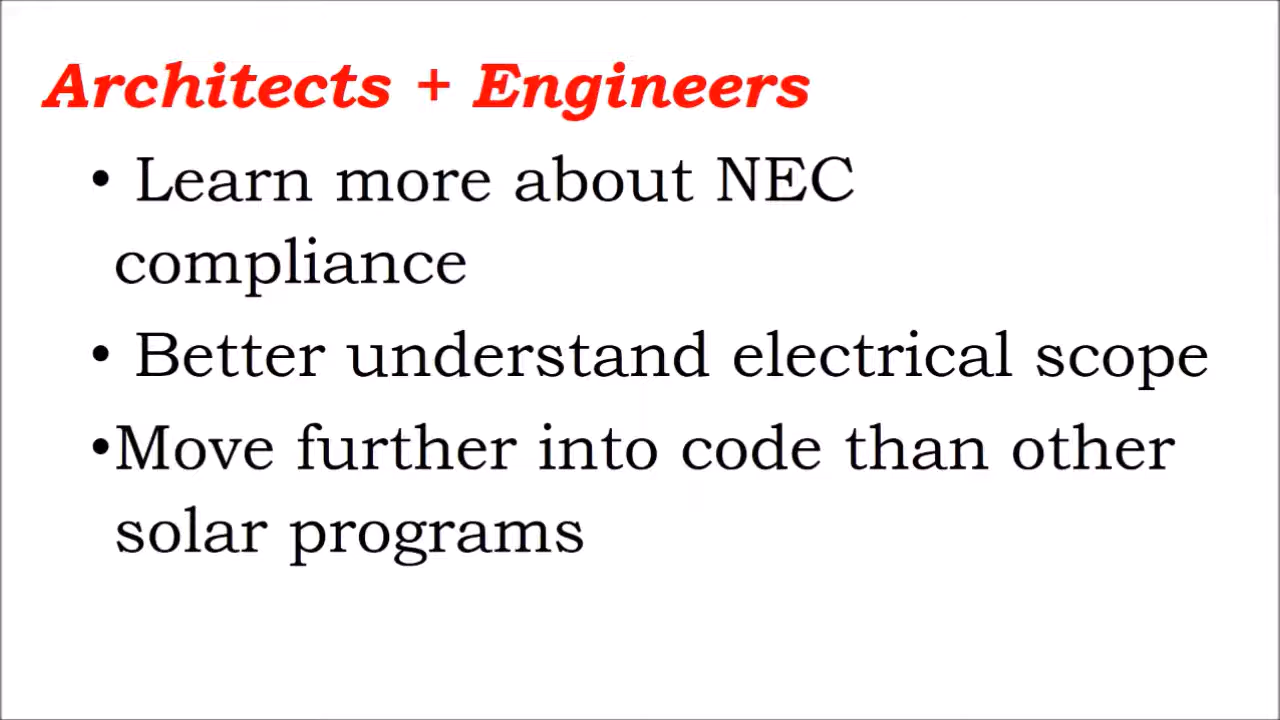 Architects + Engineers
• Learn more about NEC
compliance
• Better understand electrical scope
•Move further into code than other
solar programs